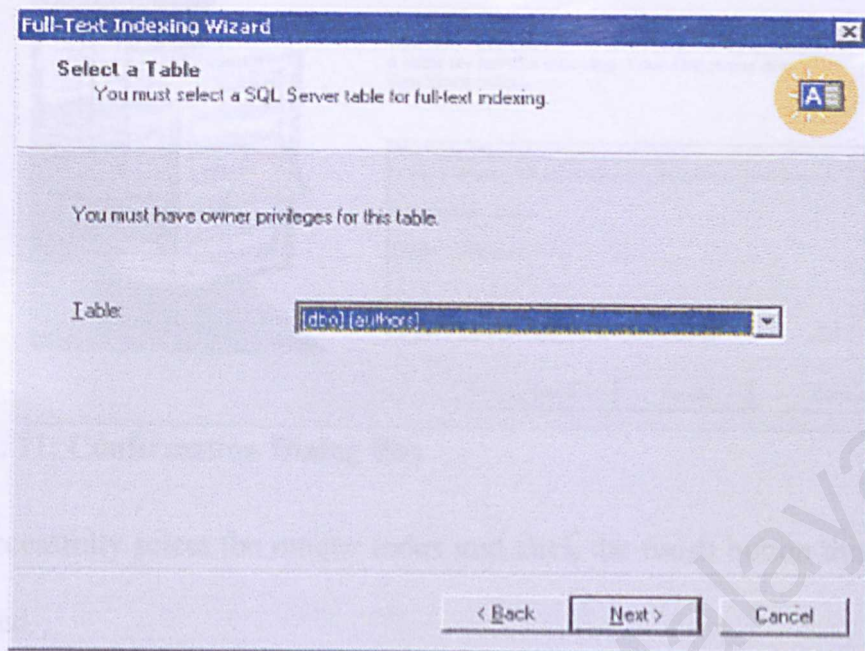 Full-Text Indexing Wizard
Select a Table
You must select a SQL Server table for full-text indexing.
You must have owner privileges for this table.
Table:
[dbo].[authors]
< Back
Next >
Cancel